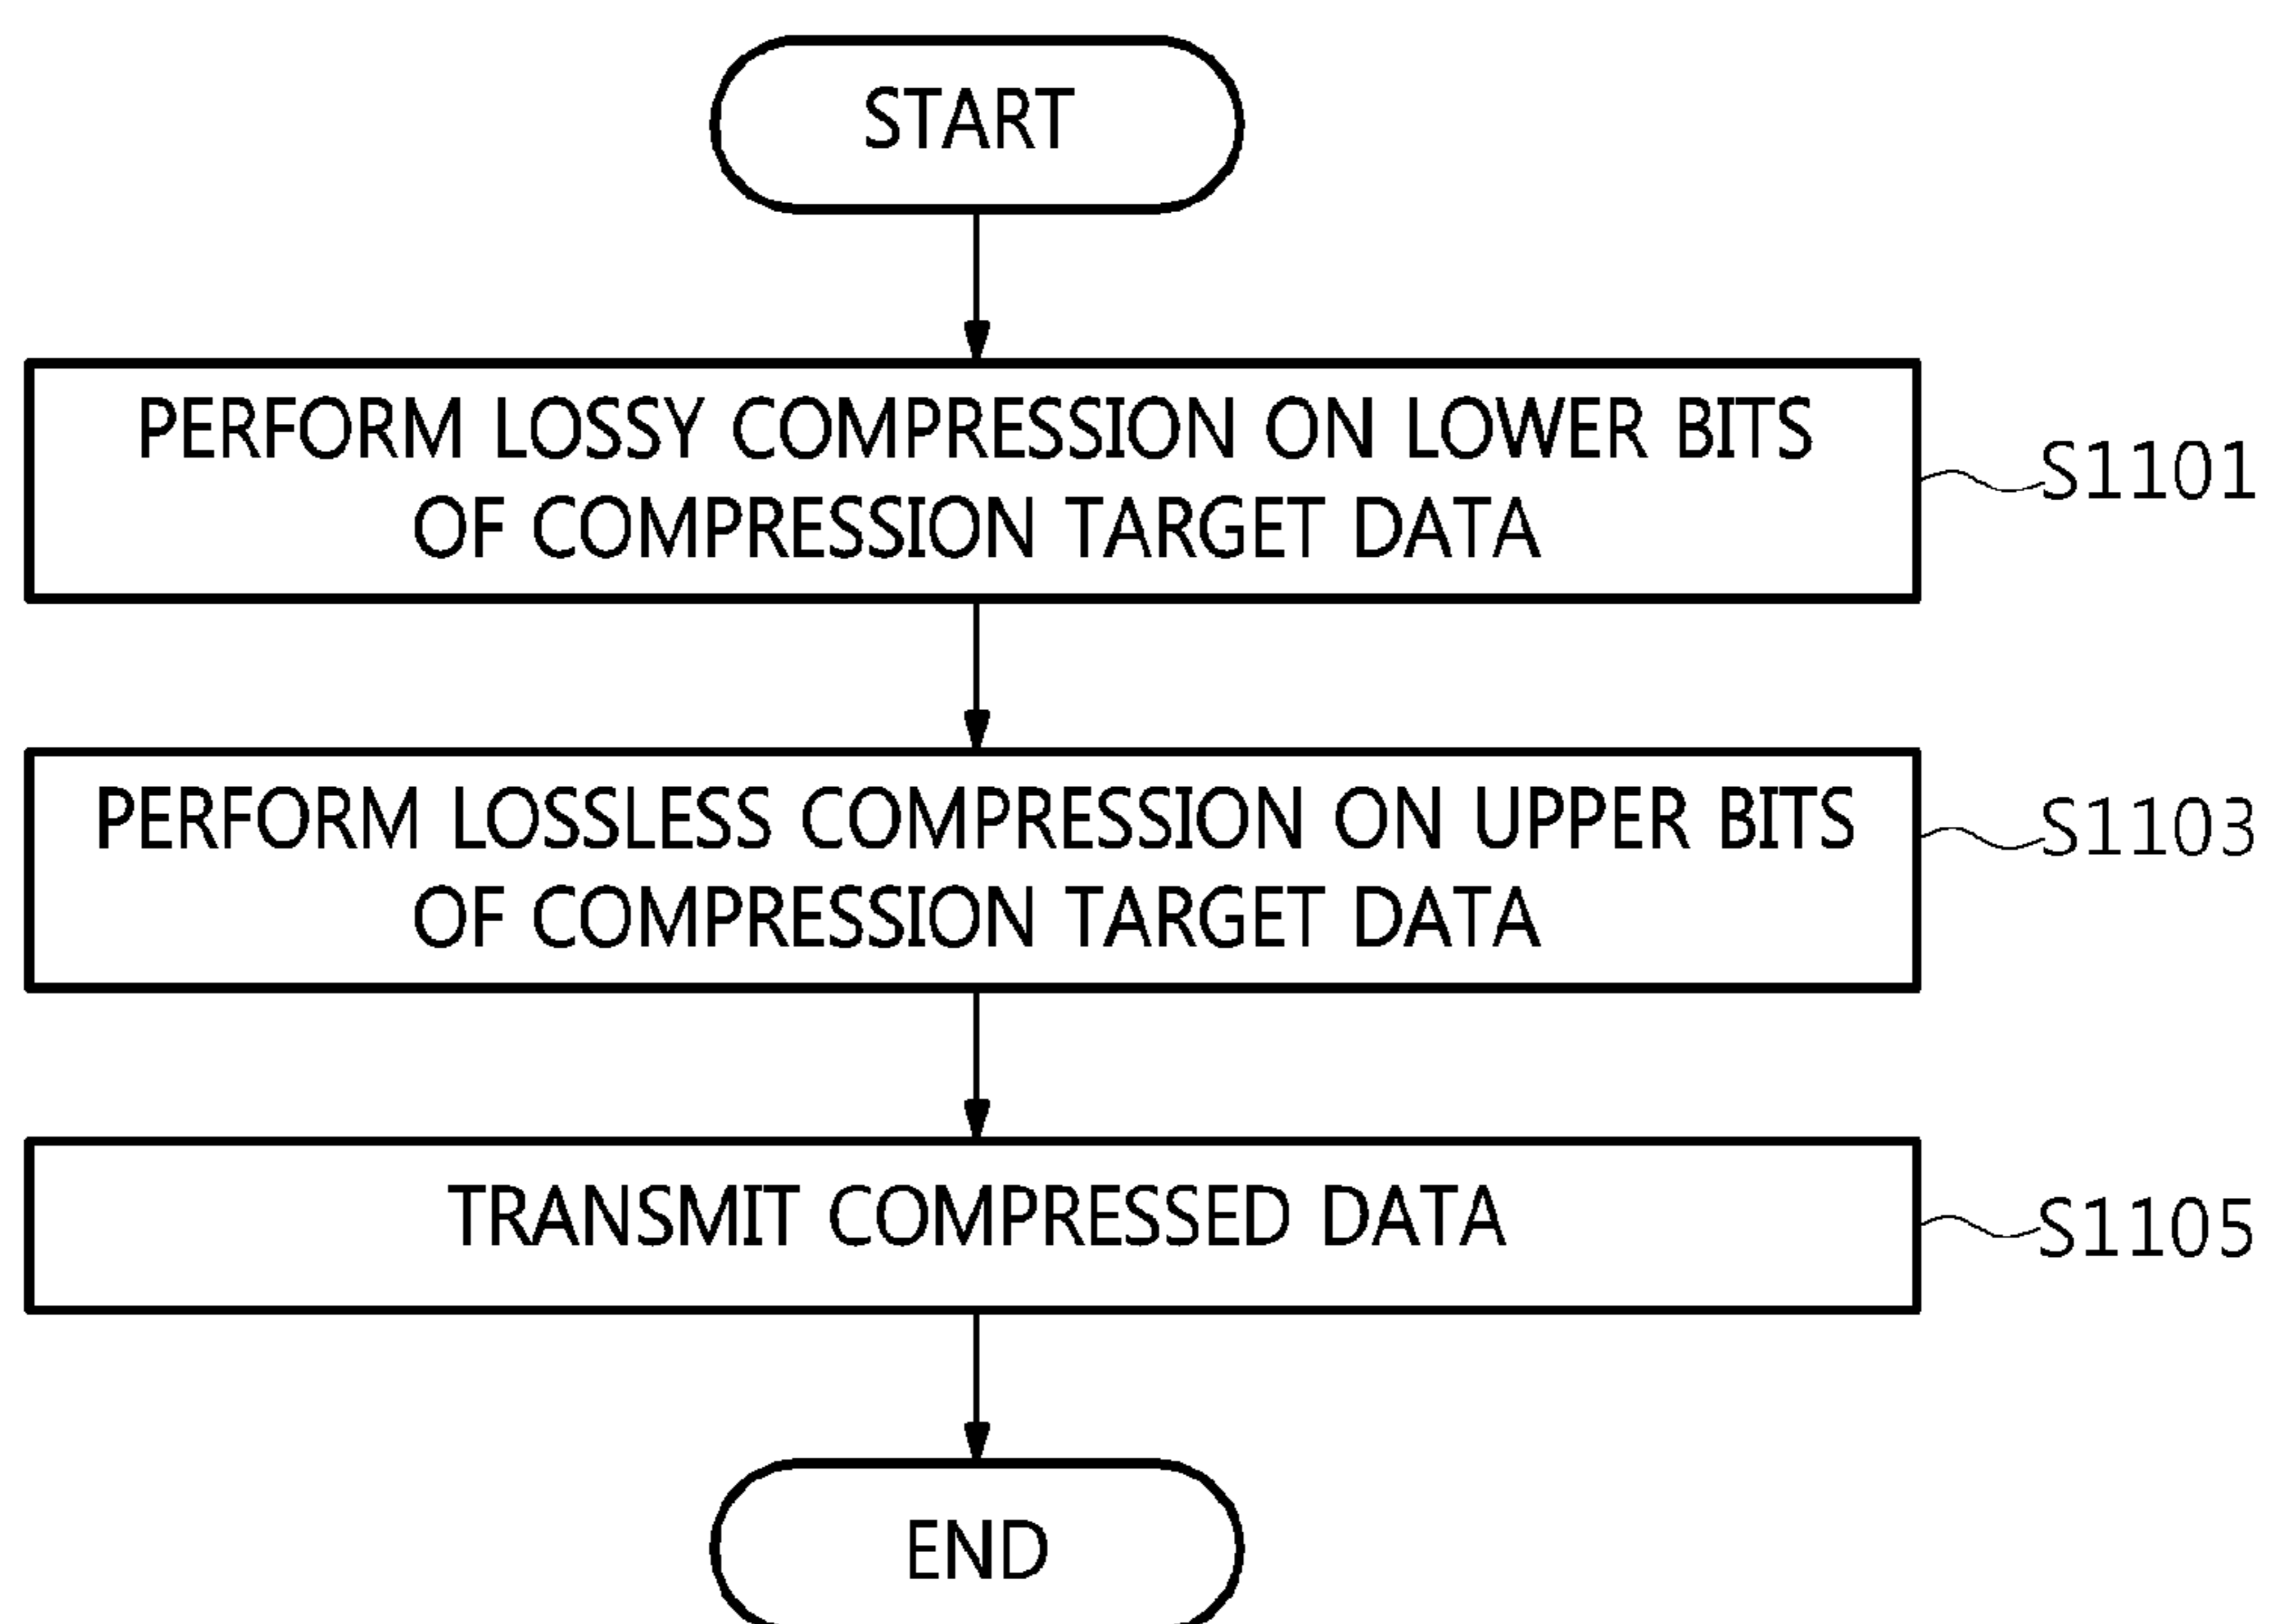 START
PERFORM LOSSY COMPRESSION ON LOWER BITS
OF COMPRESSION TARGET DATA
S1101
PERFORM LOSSLESS COMPRESSION ON UPPER BITS
OF COMPRESSION TARGET DATA
S1103
TRANSMIT COMPRESSED DATA
S1105
END